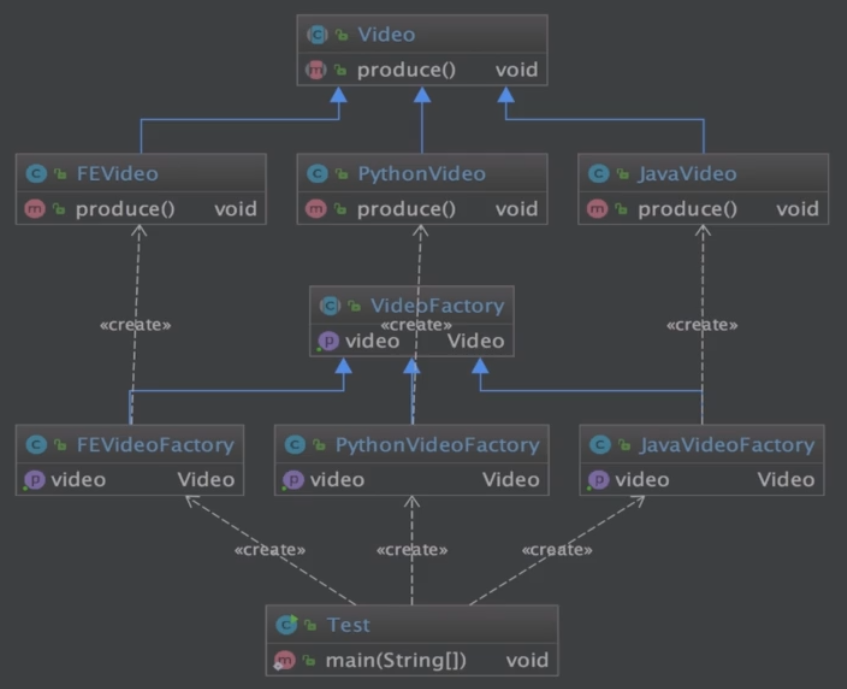 Video
produce() void
FEVideo
produce() void
PythonVideo
produce() void
JavaVideo
produce() void
VideoFactory
video Video
«create»
«create»
«create»
FEVideoFactory
video Video
PythonVideoFactory
video Video
JavaVideoFactory
video Video
«create»
«create»
«create»
Test
main(String[]) void